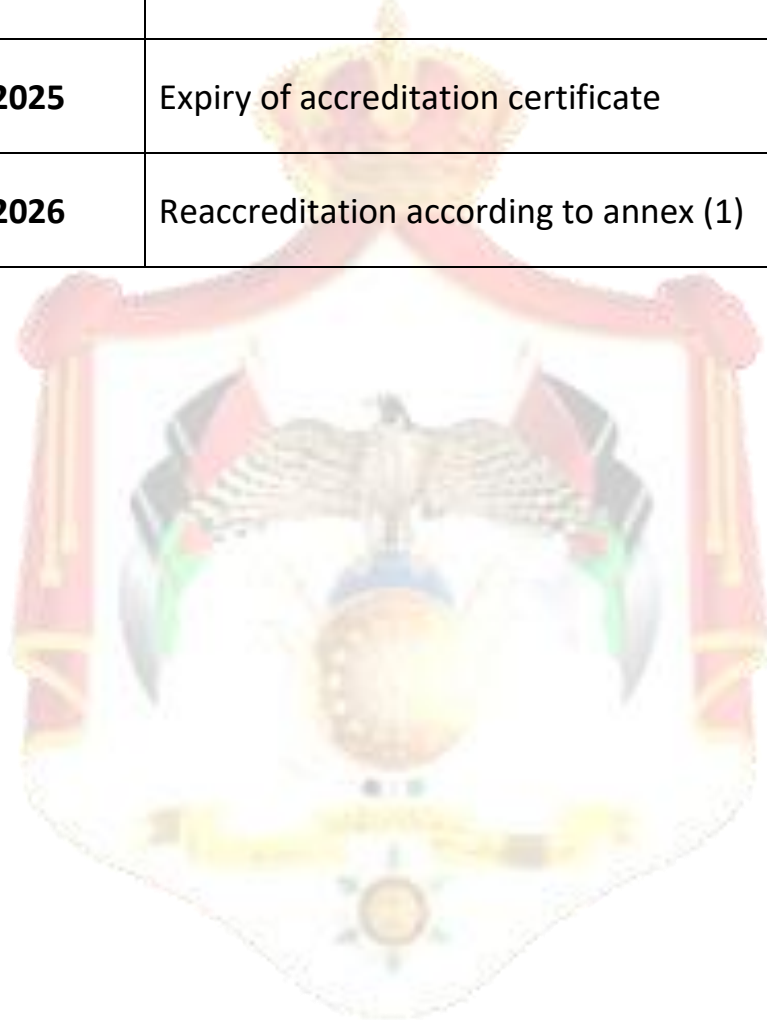 2025 Expiry of accreditation certificate
2026 Reaccreditation according to annex (1)